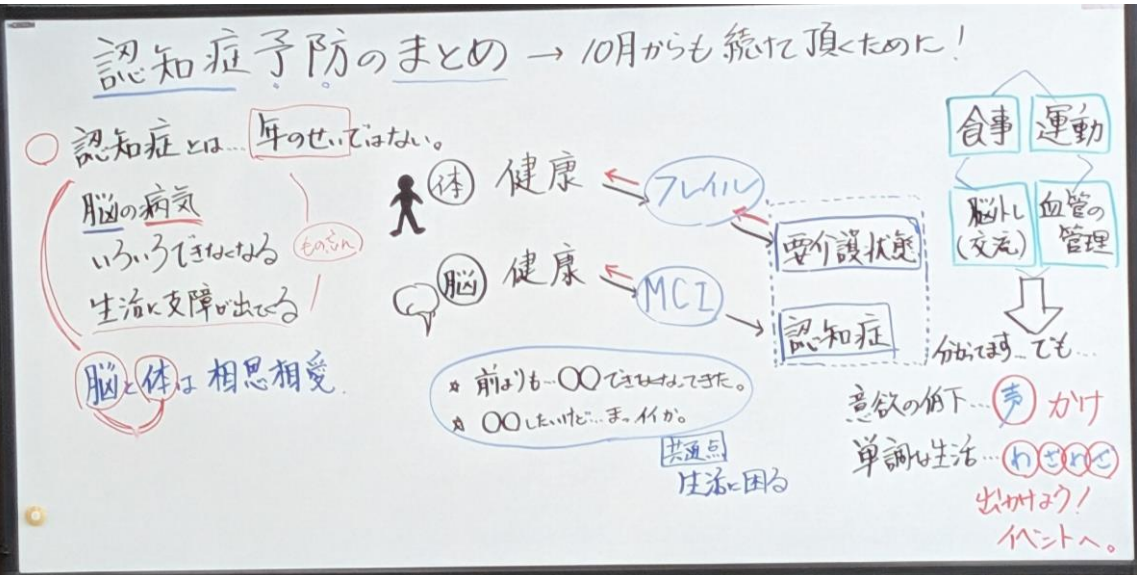 認知症予防のまとめ → 10月からも続けて頂くために!
○ 認知症とは… 年のせいではない。
脳の病気
いろいろできなくなる
ものわすれ
生活に支障が出てくる
脳と体は相思相愛
体 健康 フレイル 要介護状態
脳 健康 MCI 認知症
☆ 前よりも…○○できなくなってきた。
☆ ○○したいけど…まっイイか。
共通点
生活に困る
食事 運動
脳トレ(交流) 血管の管理
分かってます…でも…
意欲の低下…声かけ
単調な生活…わざわざ
出かけよう!
イベントへ。